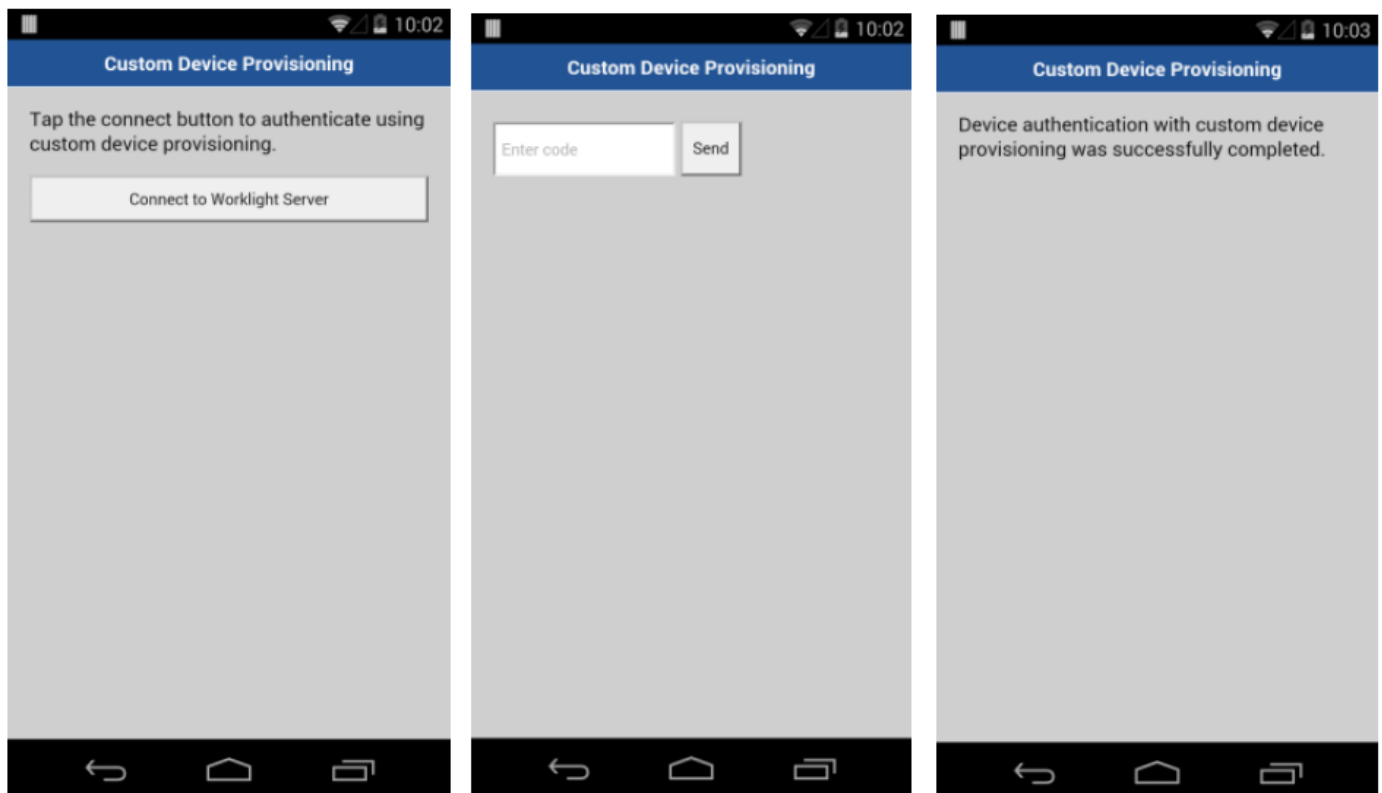 10:02
Custom Device Provisioning
Tap the connect button to authenticate using
custom device provisioning.
Connect to Worklight Server
10:02
Custom Device Provisioning
Enter code
Send
10:03
Custom Device Provisioning
Device authentication with custom device
provisioning was successfully completed.